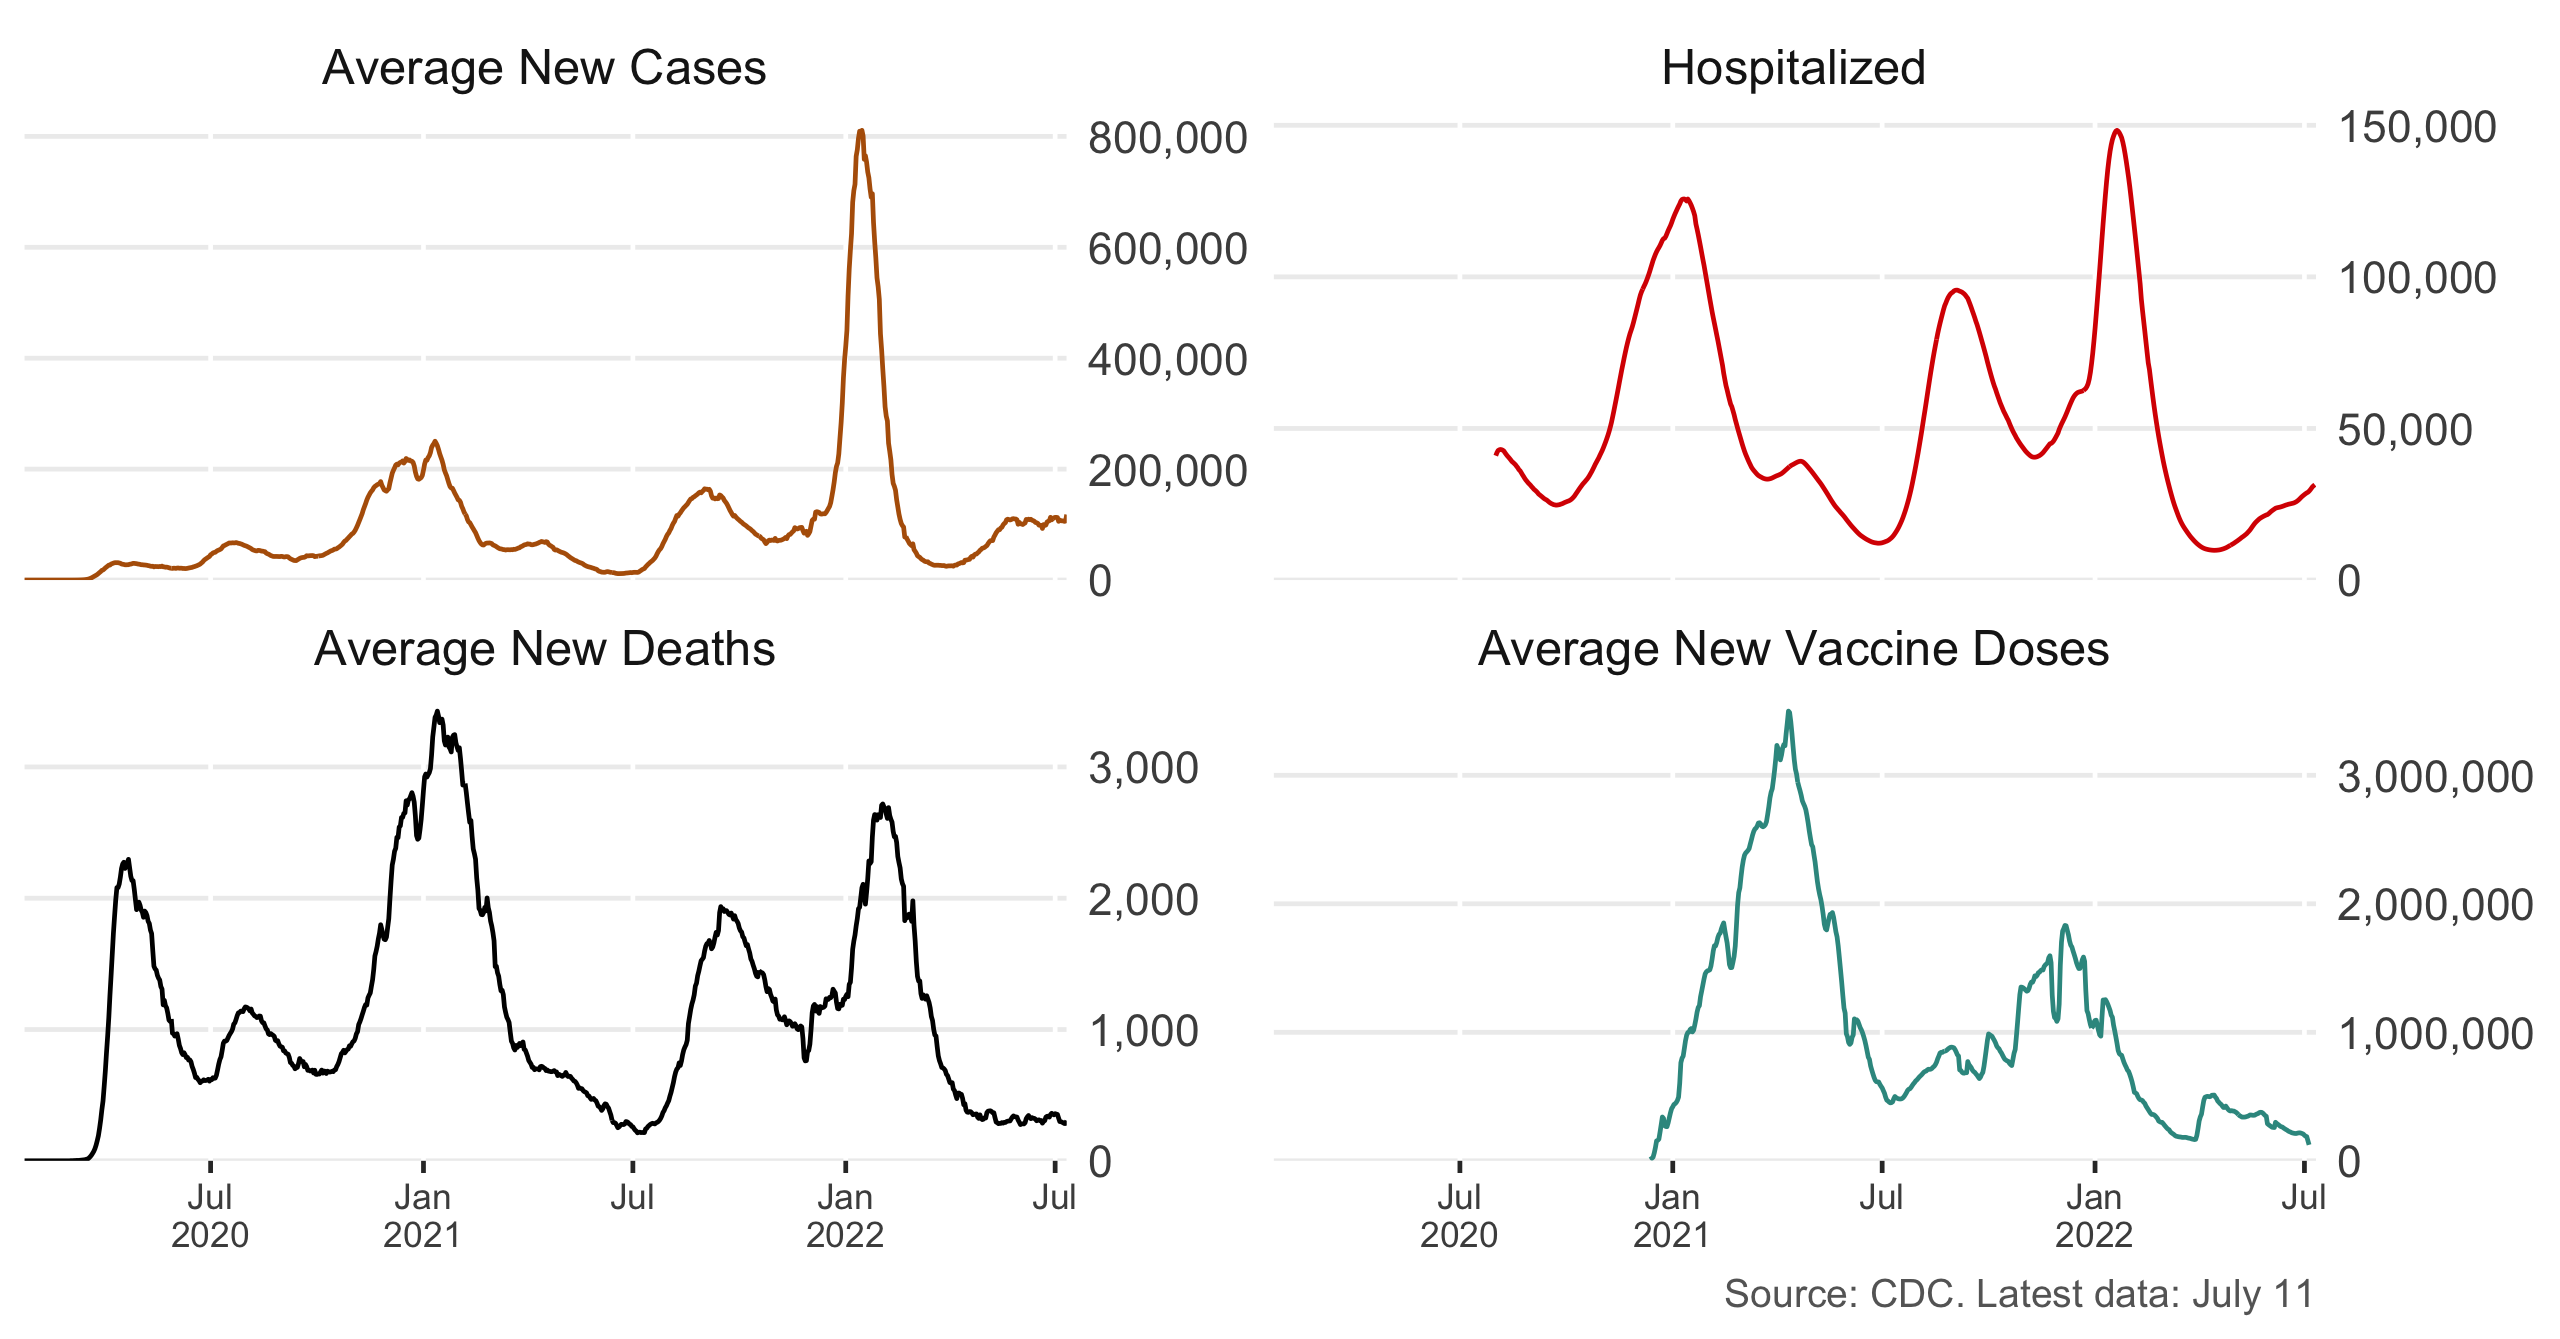 Average New Cases
800,000
600,000
400,000
200,000
0
Hospitalized
150,000
100,000
50,000
0
Average New Deaths
3,000
2,000
1,000
0
Jul Jan Jul Jan Jul
2020 2021 2022
Average New Vaccine Doses
3,000,000
2,000,000
1,000,000
0
Jul Jan Jul Jan Jul
2020 2021 2022
Source: CDC. Latest data: July 11